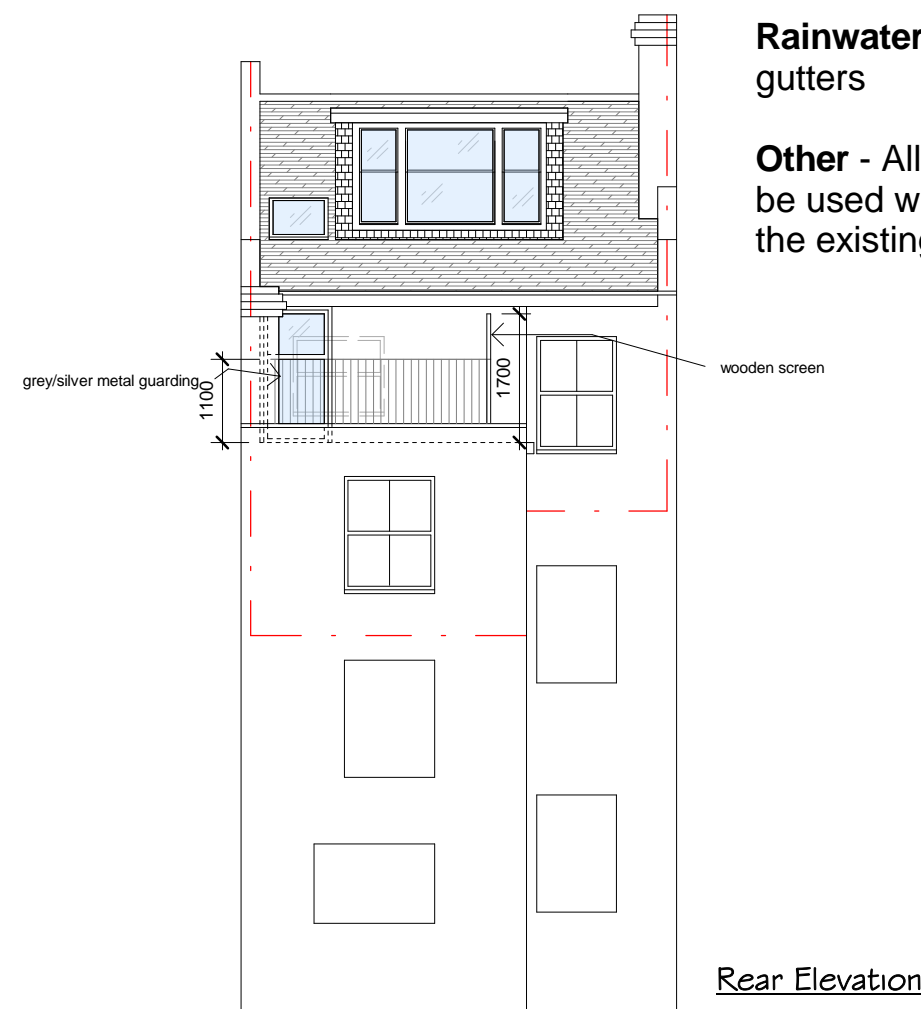 Rainwater
gutters
Other - All
be used w
the existing
grey/silver metal guarding
1100
1700
wooden screen
Rear Elevation